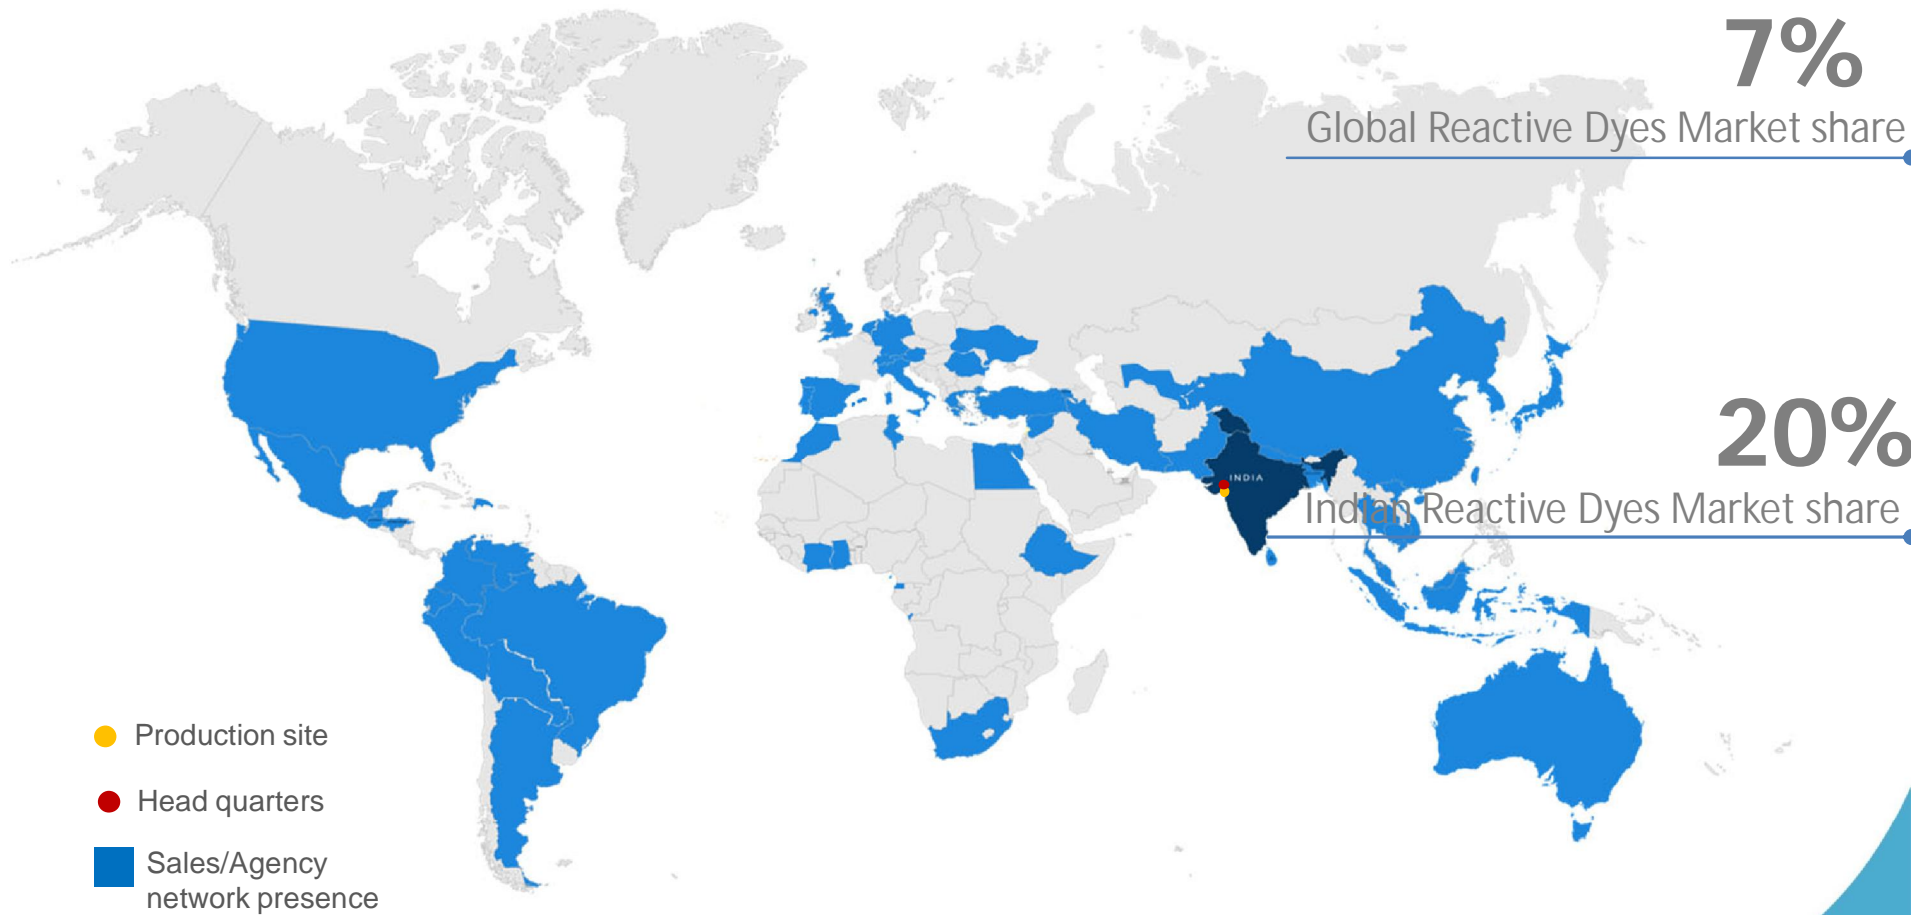 7%
Global Reactive Dyes Market share
20%
INDIA
Indian Reactive Dyes Market share
Production site
Head quarters
Sales/Agency
network presence